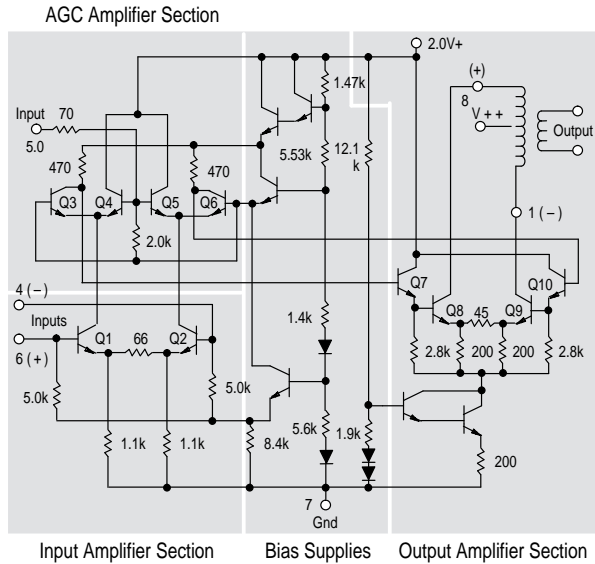 AGC Amplifier Section
2.0V+
(+)
8
V + +
Output
1.47k
Input 70
5.0
12.1
k
5.53k
470
470
Q3 Q4 Q5 Q6
2.0k
1 ( – )
4 ( – )
Q7
Q10
Q8 45 Q9
Inputs
6 (+)
Q1 66 Q2
1.4k
2.8k 200 200 2.8k
5.0k
5.0k
1.1k 1.1k
8.4k
5.6k
1.9k
200
7
Gnd
Input Amplifier Section Bias Supplies Output Amplifier Section